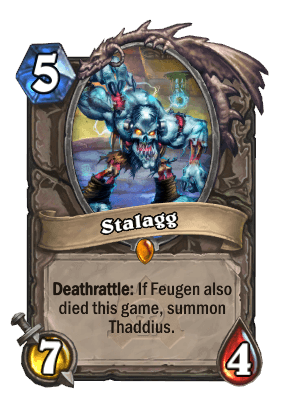 5
Stalagg
Deathrattle: If Feugen also
died this game, summon
Thaddius.
7
4